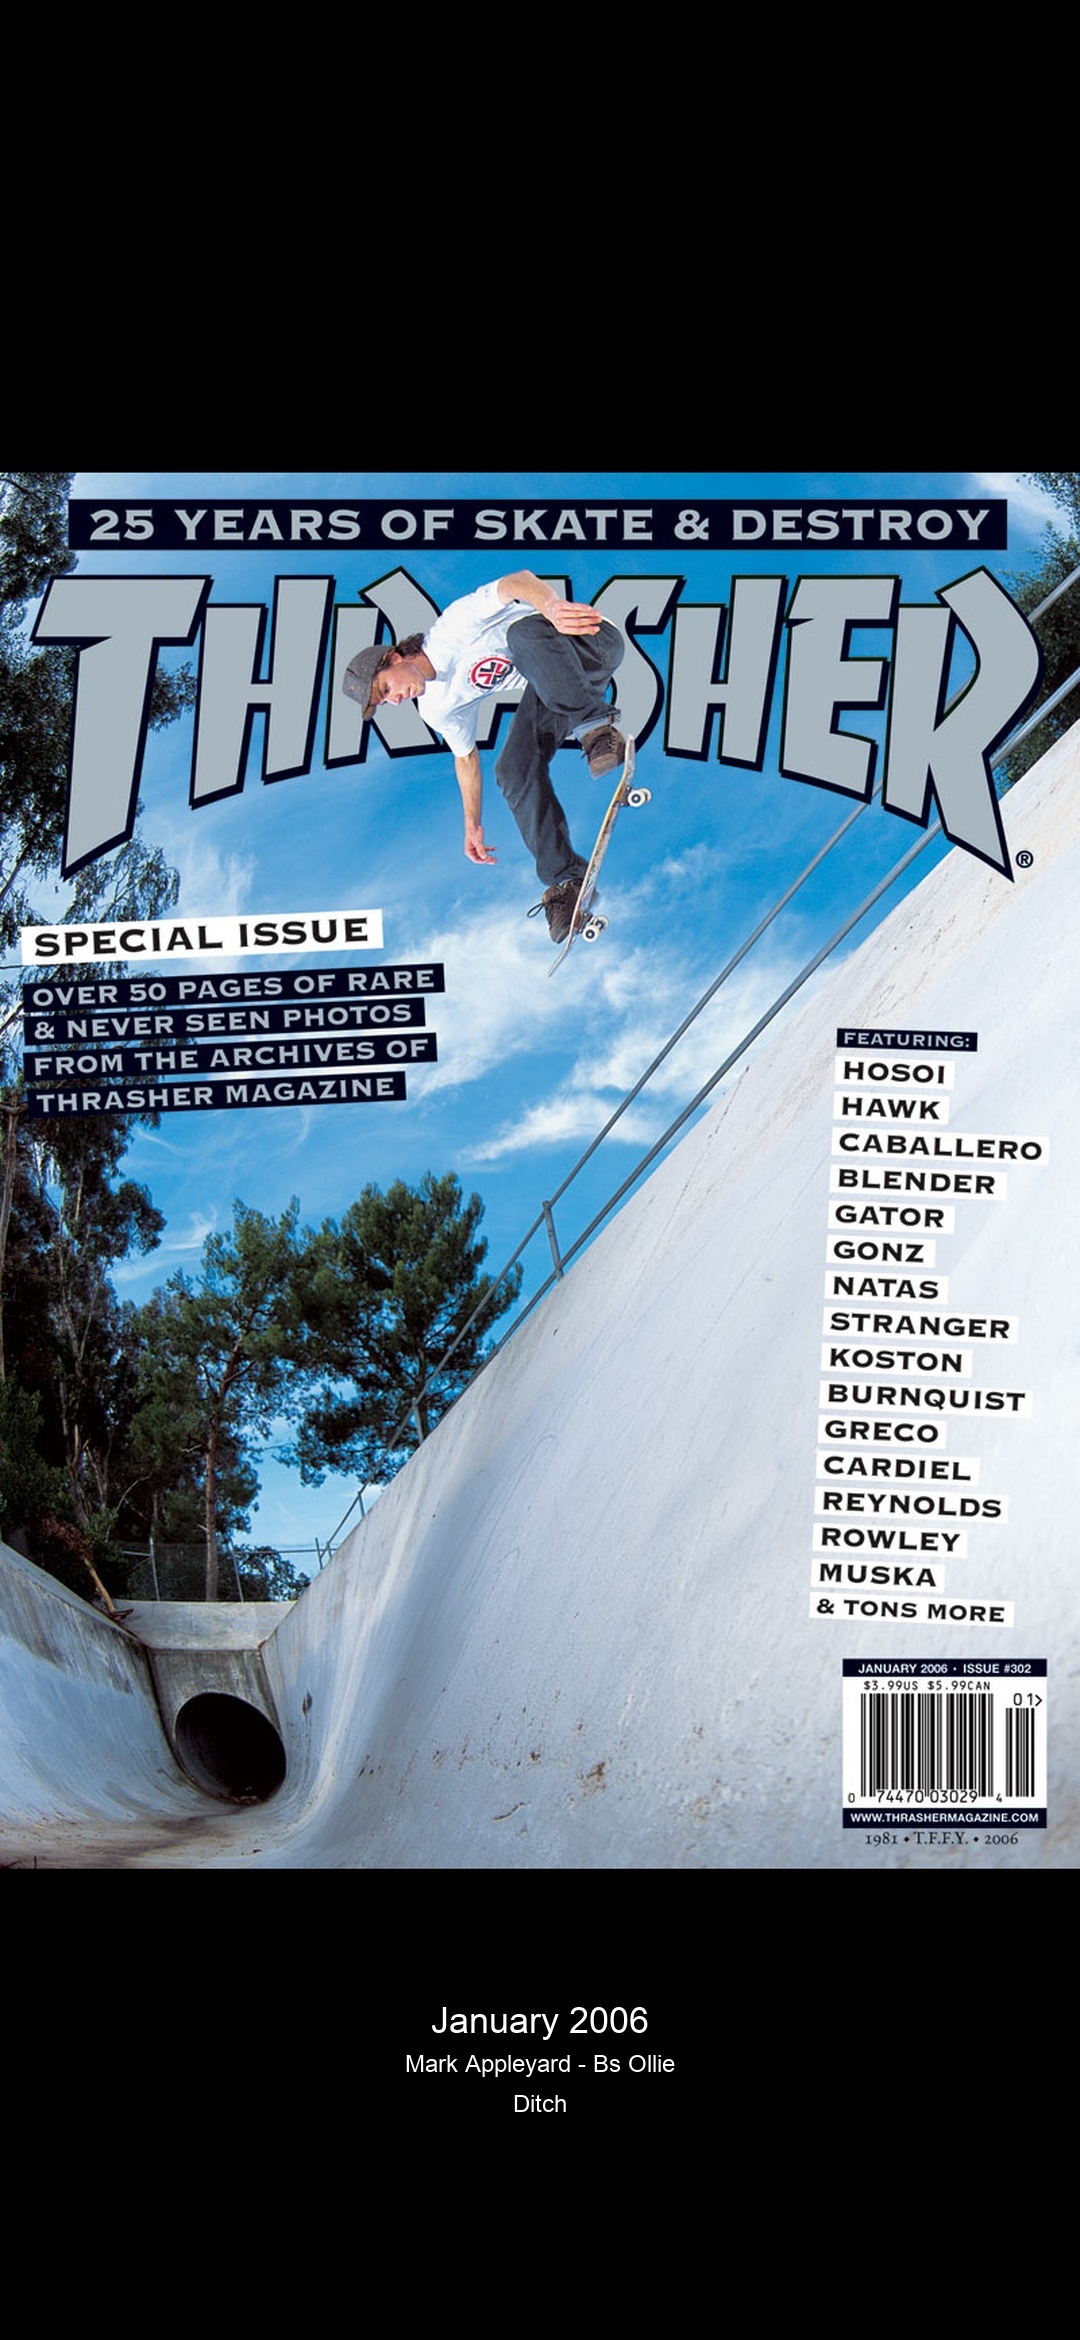 25 YEARS OF SKATE & DESTROY
THRASHER®
SPECIAL ISSUE
OVER 50 PAGES OF RARE
& NEVER SEEN PHOTOS
FROM THE ARCHIVES OF
THRASHER MAGAZINE
FEATURING:
HOSOI
HAWK
CABALLERO
BLENDER
GATOR
GONZ
NATAS
STRANGER
KOSTON
BURNQUIST
GRECO
CARDIEL
REYNOLDS
ROWLEY
MUSKA
& TONS MORE
JANUARY 2006 • ISSUE #302
$3.99US $5.99CAN
01>
0 74470 03029 4
WWW.THRASHERMAGAZINE.COM
1981 • T.F.F.Y. • 2006
January 2006
Mark Appleyard - Bs Ollie
Ditch